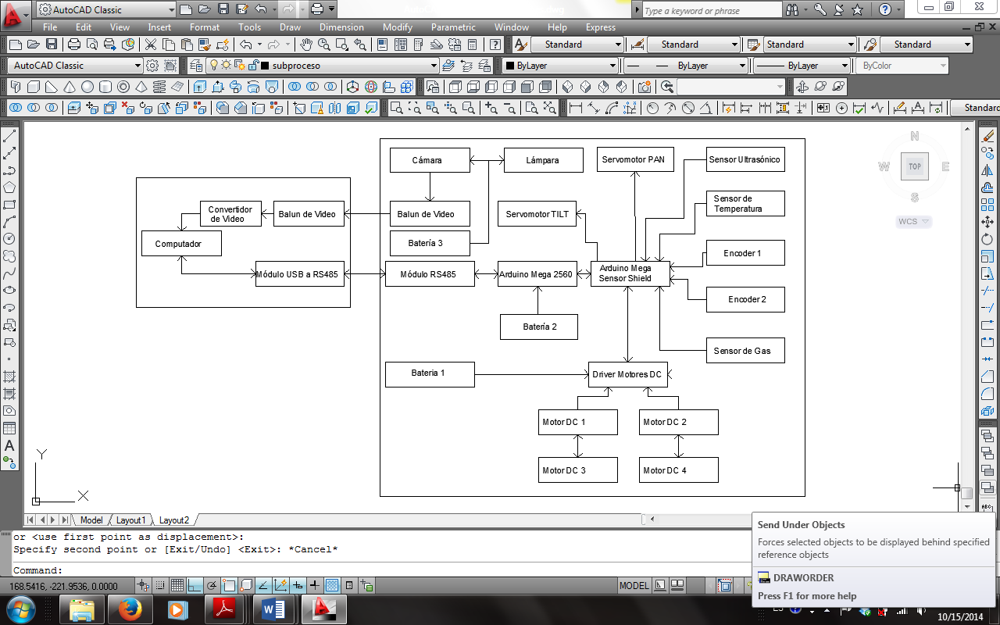 AutoCAD Classic
Type a keyword or phrase
File Edit View Insert Format Tools Draw Dimension Modify Parametric Window Help Express
Standard Standard Standard Standard
AutoCAD Classic subproceso ByLayer ByLayer ByLayer ByColor
Standard
Cámara
Lámpara
Servomotor PAN
Sensor Ultrasónico
Convertidor
de Video
Balun de Video
Balun de Video
Servomotor TILT
Sensor de
Temperatura
Computador
Batería 3
Encoder 1
Módulo USB a RS485
Módulo RS485
Arduino Mega 2560
Arduino Mega
Sensor Shield
Encoder 2
Batería 2
Sensor de Gas
Bateria 1
Driver Motores DC
Motor DC 1
Motor DC 2
Motor DC 3
Motor DC 4
N
W TOP E
S
WCS
Y
X
Model Layout1 Layout2
or <use first point as displacement>:
Specify second point or [Exit/Undo] <Exit>: *Cancel*
Command:
168.5416, -221.9536, 0.0000
MODEL
Send Under Objects
Forces selected objects to be displayed behind specified
reference objects
DRAWORDER
Press F1 for more help
10/15/2014